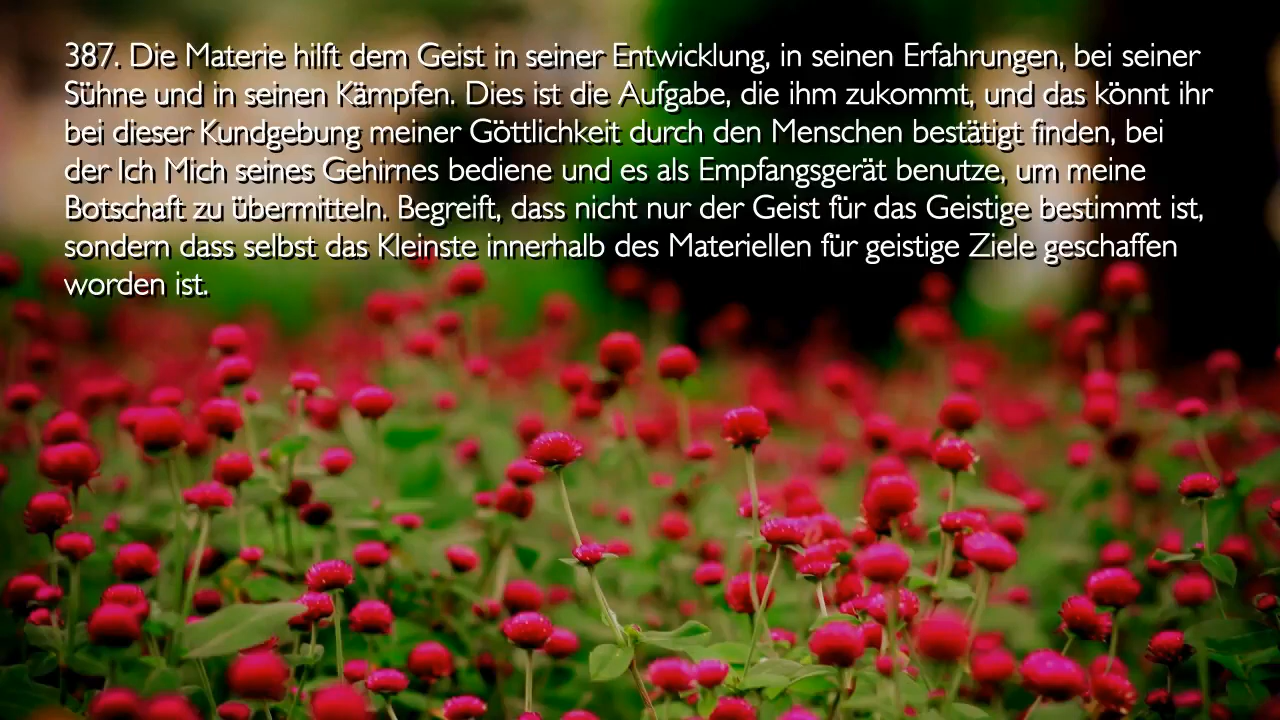 387. Die Materie hilft dem Geist in seiner Entwicklung, in seinen Erfahrungen, bei seiner
Sühne und in seinen Kämpfen. Dies ist die Aufgabe, die ihm zukommt, und das könnt ihr
bei dieser Kundgebung meiner Göttlichkeit durch den Menschen bestätigt finden, bei
der Ich Mich seines Gehirnes bediene und es als Empfangsgerät benutze, um meine
Botschaft zu übermitteln. Begreift, dass nicht nur der Geist für das Geistige bestimmt ist,
sondern dass selbst das Kleinste innerhalb des Materiellen für geistige Ziele geschaffen
worden ist.